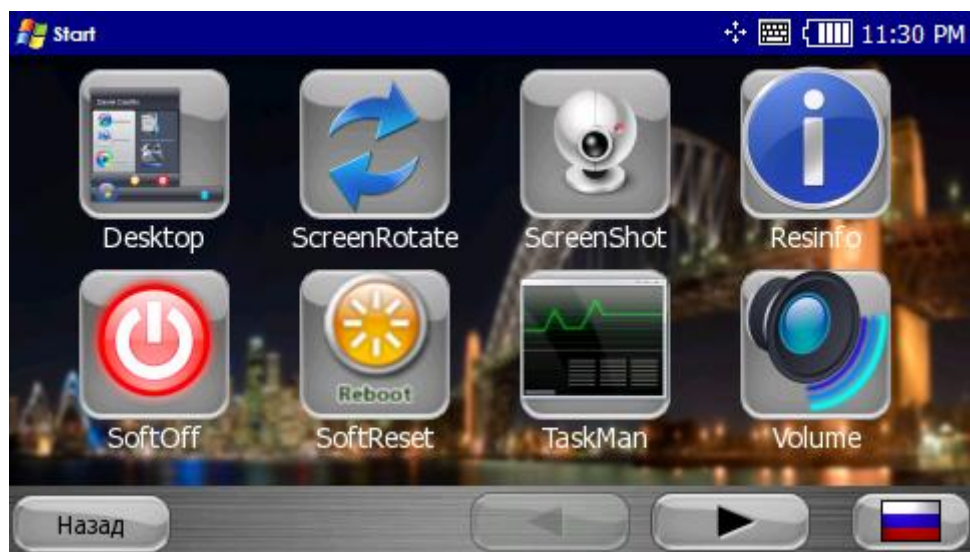 Start 11:30 PM
Desktop ScreenRotate ScreenShot Resinfo
Reboot
SoftOff SoftReset TaskMan Volume
Назад